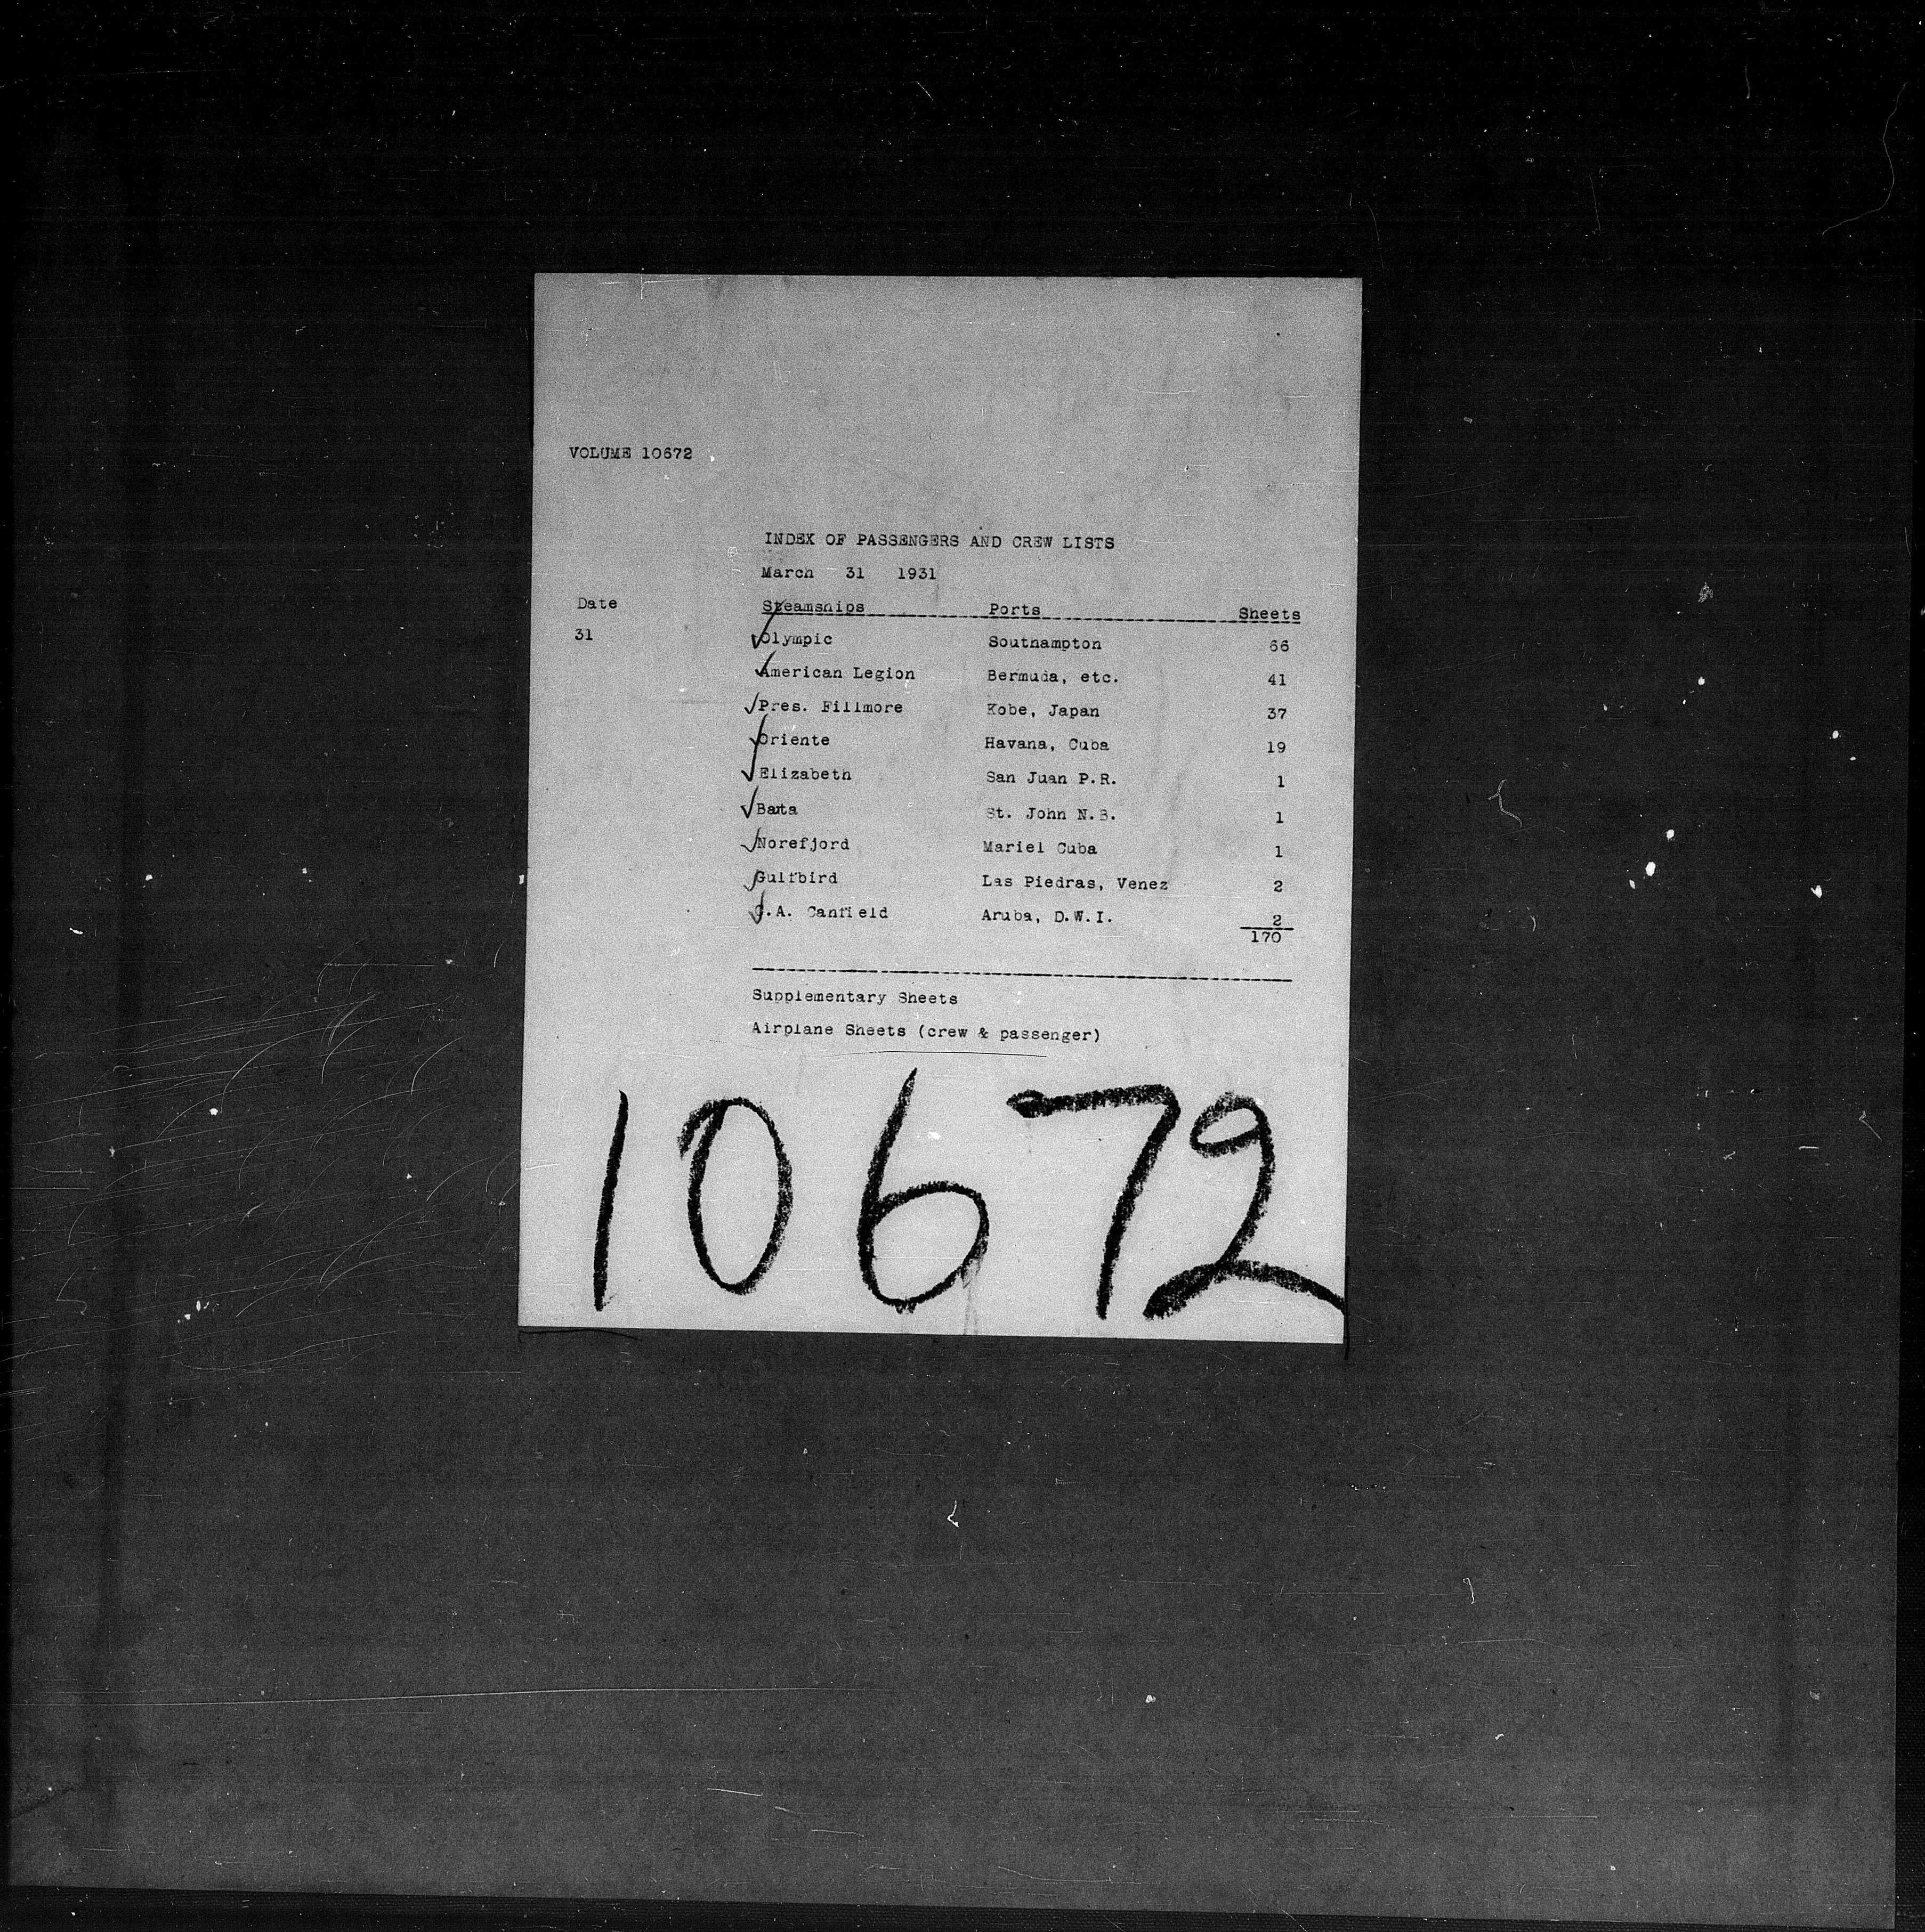 VOLUME 10672
INDEX OF PASSENGERS AND CREW LISTS
March 31 1931
Date Steamships Ports Sheets
31 Olympic Southampton 66
American Legion Bermuda, etc. 41
Pres. Fillmore Kobe, Japan 37
Oriente Havana, Cuba 19
Elizabeth San Juan P.R. 1
Baxta St. John N.B. 1
Norefjord Mariel Cuba 1
Gulfbird Las Piedras, Venez 2
C.A. Canfield Aruba, D.W.I. 2
170
Supplementary Sheets
Airplane Sheets (crew & passenger)
10672